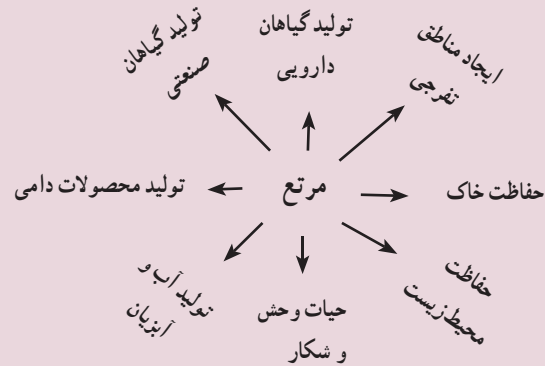 تولید گیاهان
دارویی
ایجاد مناطق
تفرجی
حفاظت خاک
حفاظت
محیط زیست
حیات وحش
و شکار
تولید آب و
آبزیان
تولید محصولات دامی
تولید گیاهان
صنعتی
مرتع